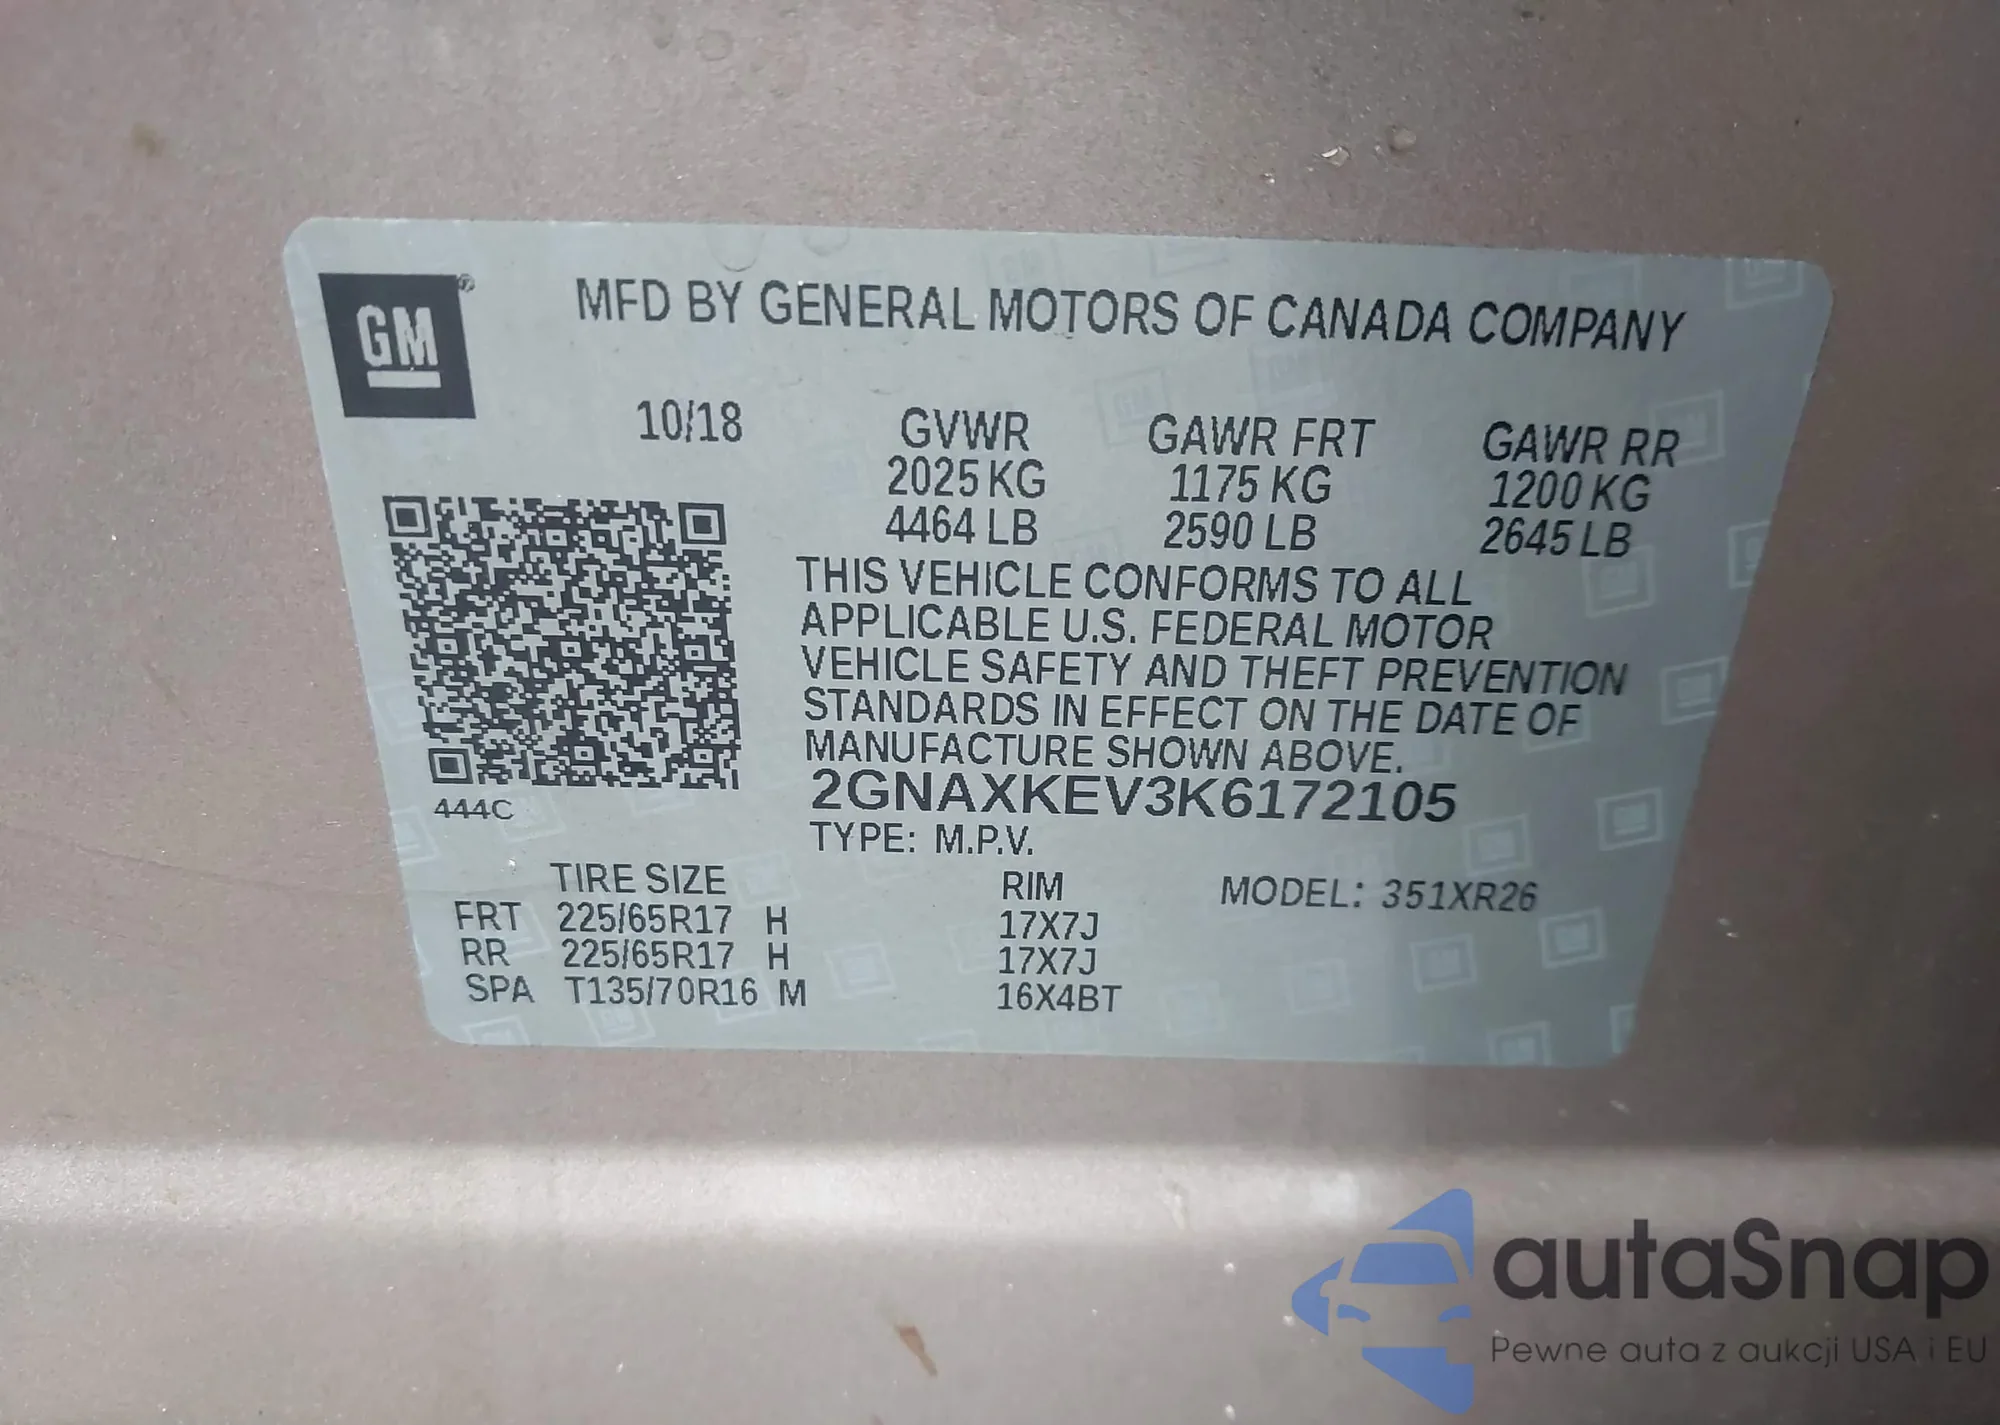 GM®
MFD BY GENERAL MOTORS OF CANADA COMPANY
10/18 GVWR GAWR FRT GAWR RR
2025 KG 1175 KG 1200 KG
4464 LB 2590 LB 2645 LB
THIS VEHICLE CONFORMS TO ALL
APPLICABLE U.S. FEDERAL MOTOR
VEHICLE SAFETY AND THEFT PREVENTION
STANDARDS IN EFFECT ON THE DATE OF
MANUFACTURE SHOWN ABOVE.
2GNAXKEV3K6172105
444C
TYPE: M.P.V.
TIRE SIZE RIM MODEL: 351XR26
FRT 225/65R17 H 17X7J
RR 225/65R17 H 17X7J
SPA T135/70R16 M 16X4BT
autaSnap
Pewne auta z aukcji USA i EU